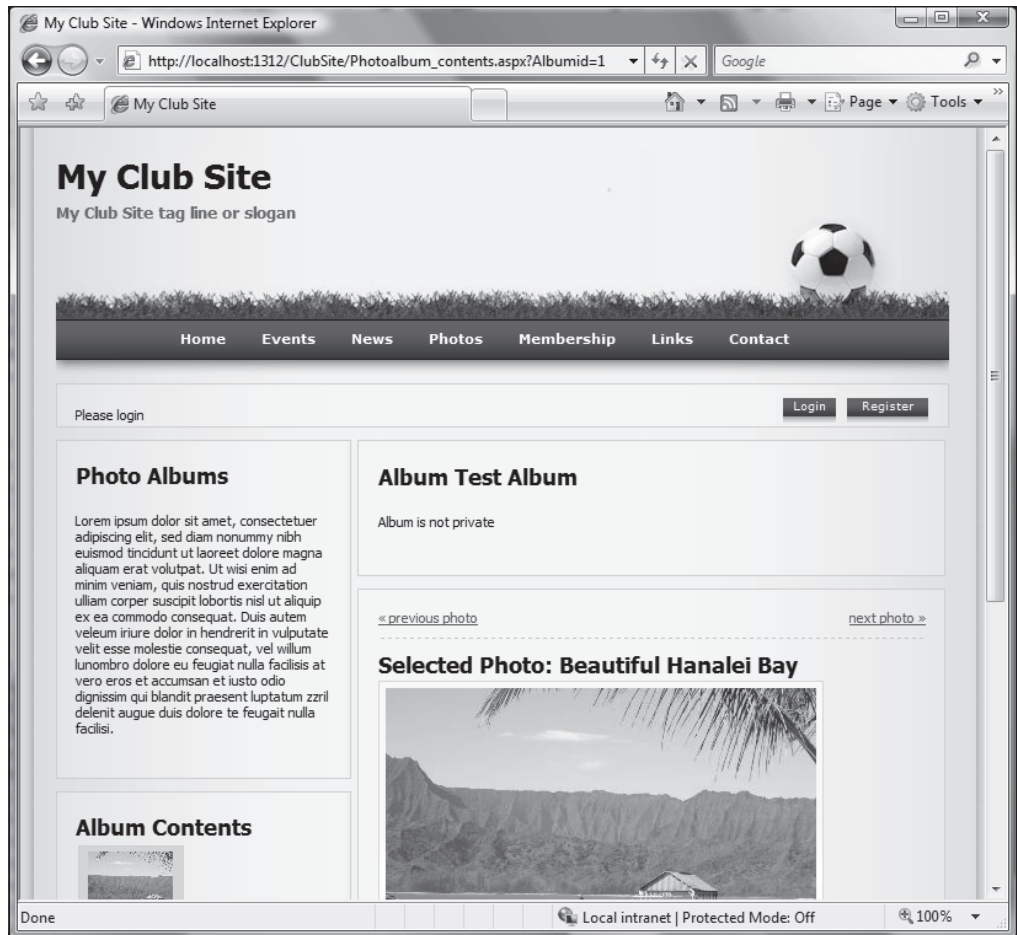 My Club Site - Windows Internet Explorer
http://localhost:1312/ClubSite/Photoalbum_contents.aspx?Albumid=1
Google
My Club Site
Page
Tools
My Club Site
My Club Site tag line or slogan
Home Events News Photos Membership Links Contact
Please login
Login Register
Photo Albums
Lorem ipsum dolor sit amet, consectetuer
adipiscing elit, sed diam nonummy nibh
euismod tincidunt ut laoreet dolore magna
aliquam erat volutpat. Ut wisi enim ad
minim veniam, quis nostrud exercitation
ulliam corper suscipit lobortis nisl ut aliquip
ex ea commodo consequat. Duis autem
veleum iriure dolor in hendrerit in vulputate
velit esse molestie consequat, vel willum
lunombro dolore eu feugiat nulla facilisis at
vero eros et accumsan et iusto odio
dignissim qui blandit praesent luptatum zzril
delenit augue duis dolore te feugait nulla
facilisi.
Album Contents
Album Test Album
Album is not private
« previous photo
next photo »
Selected Photo: Beautiful Hanalei Bay
Done
Local intranet | Protected Mode: Off
100%